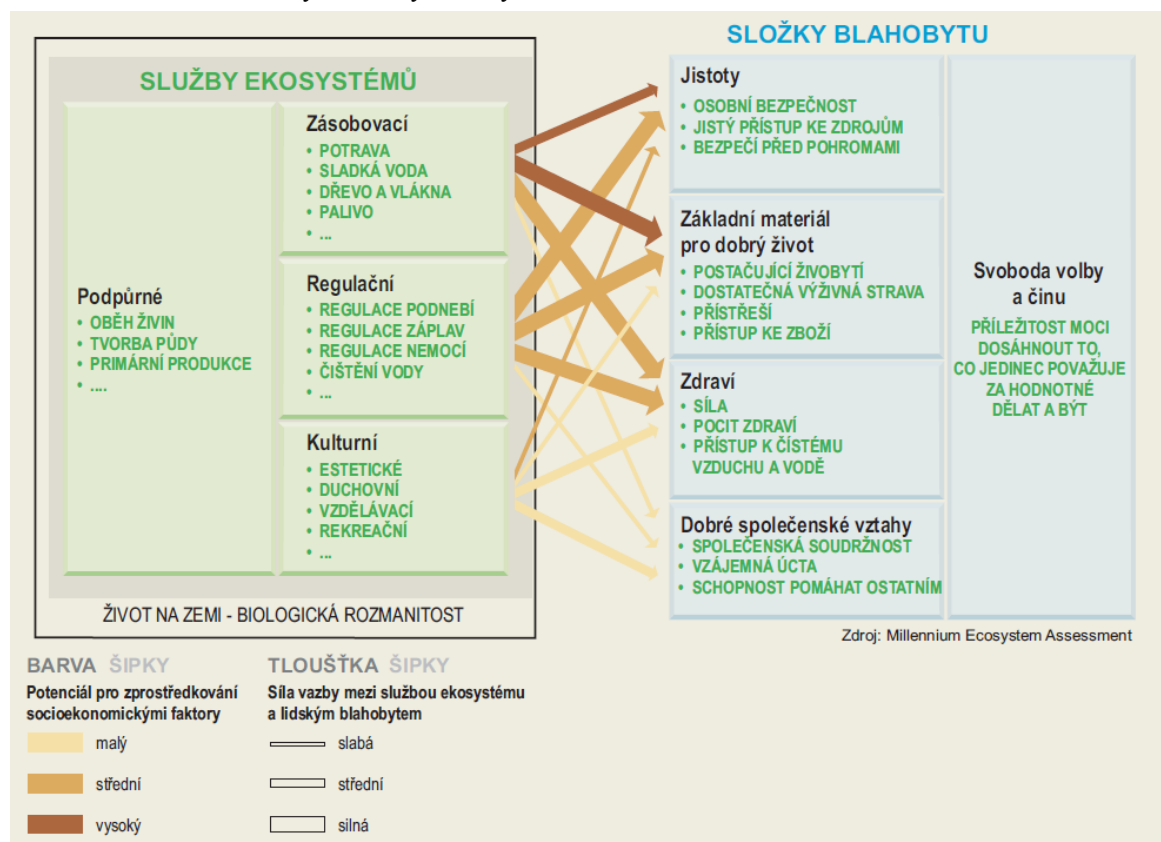 SLUŽBY EKOSYSTÉMŮ
Podpůrné
• OBĚH ŽIVIN
• TVORBA PŮDY
• PRIMÁRNÍ PRODUKCE
• ....
Zásobovací
• POTRAVA
• SLADKÁ VODA
• DŘEVO A VLÁKNA
• PALIVO
• ...
Regulační
• REGULACE PODNEBÍ
• REGULACE ZÁPLAV
• REGULACE NEMOCÍ
• ČIŠTĚNÍ VODY
• ...
Kulturní
• ESTETICKÉ
• DUCHOVNÍ
• VZDĚLÁVACÍ
• REKREAČNÍ
• ...
ŽIVOT NA ZEMI - BIOLOGICKÁ ROZMANITOST
SLOŽKY BLAHOBYTU
Jistoty
• OSOBNÍ BEZPEČNOST
• JISTÝ PŘÍSTUP KE ZDROJŮM
• BEZPEČÍ PŘED POHROMAMI
Základní materiál
pro dobrý život
• POSTAČUJÍCÍ ŽIVOBYTÍ
• DOSTATEČNÁ VÝŽIVNÁ STRAVA
• PŘÍSTŘEŠÍ
• PŘÍSTUP KE ZBOŽÍ
Zdraví
• SÍLA
• POCIT ZDRAVÍ
• PŘÍSTUP K ČÍSTÉMU
VZDUCHU A VODĚ
Dobré společenské vztahy
• SPOLEČENSKÁ SOUDRŽNOST
• VZÁJEMNÁ ÚCTA
• SCHOPNOST POMÁHAT OSTATNÍM
Svoboda volby
a činu
PŘÍLEŽITOST MOCI
DOSÁHNOUT TO,
CO JEDINEC POVAŽUJE
ZA HODNOTNÉ
DĚLAT A BÝT
Zdroj: Millennium Ecosystem Assessment
BARVA ŠIPKY
Potenciál pro zprostředkování
socioekonomickými faktory
malý
střední
vysoký
TLOUŠŤKA ŠIPKY
Síla vazby mezi službou ekosystému
a lidským blahobytem
slabá
střední
silná